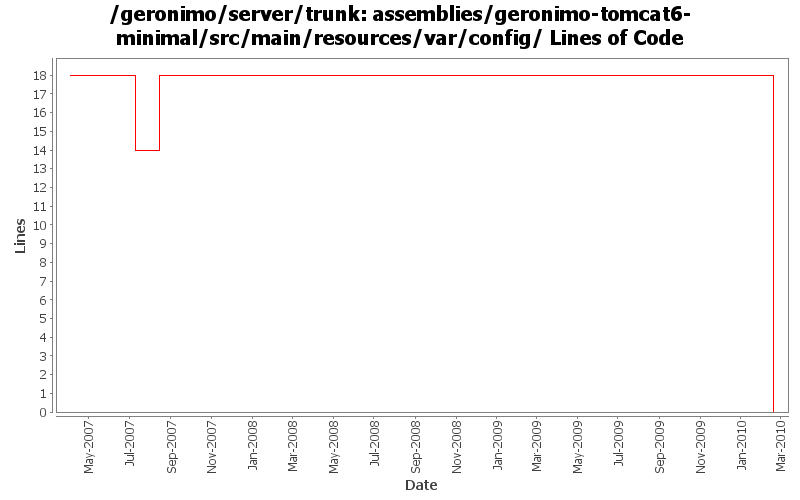 /geronimo/server/trunk: assemblies/geronimo-tomcat6-
minimal/src/main/resources/var/config/ Lines of Code
Lines
18
17
16
15
14
13
12
11
10
9
8
7
6
5
4
3
2
1
0
May-2007
Jul-2007
Sep-2007
Nov-2007
Jan-2008
Mar-2008
May-2008
Jul-2008
Sep-2008
Nov-2008
Jan-2009
Mar-2009
May-2009
Jul-2009
Sep-2009
Nov-2009
Jan-2010
Mar-2010
Date